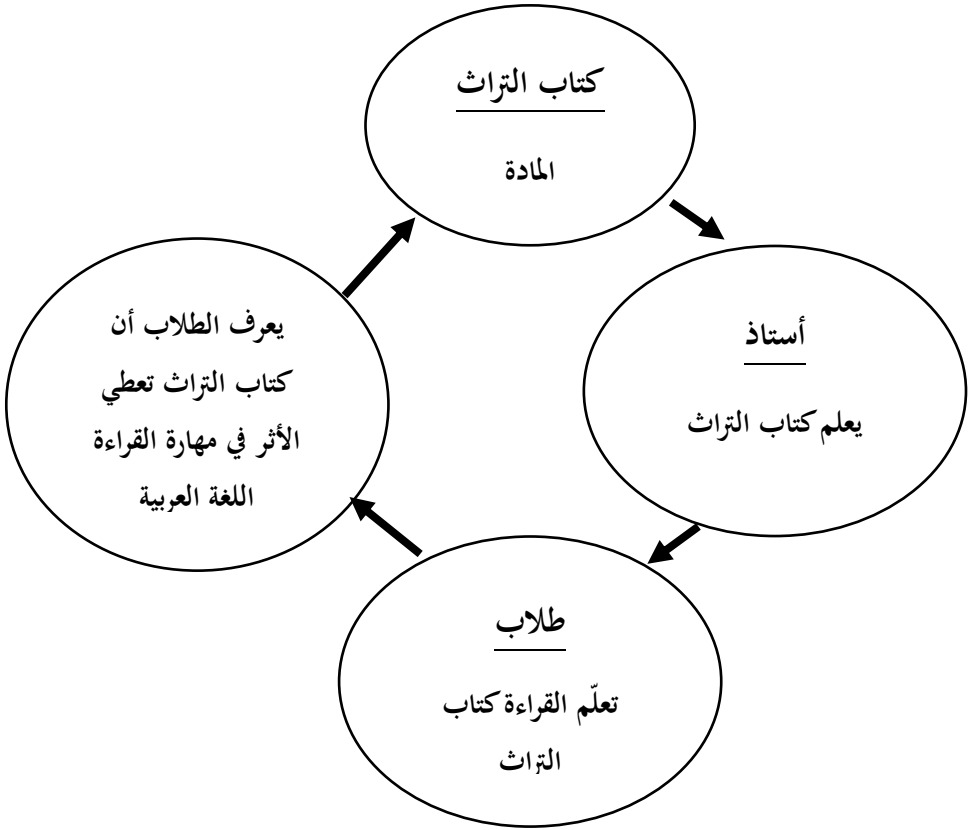 كتاب التراث
المادة
أستاذ
يعلم كتاب التراث
طلاب
تعلّم القراءة كتاب
التراث
يعرف الطلاب أن
كتاب التراث تعطي
الأثر في مهارة القراءة
اللغة العربية